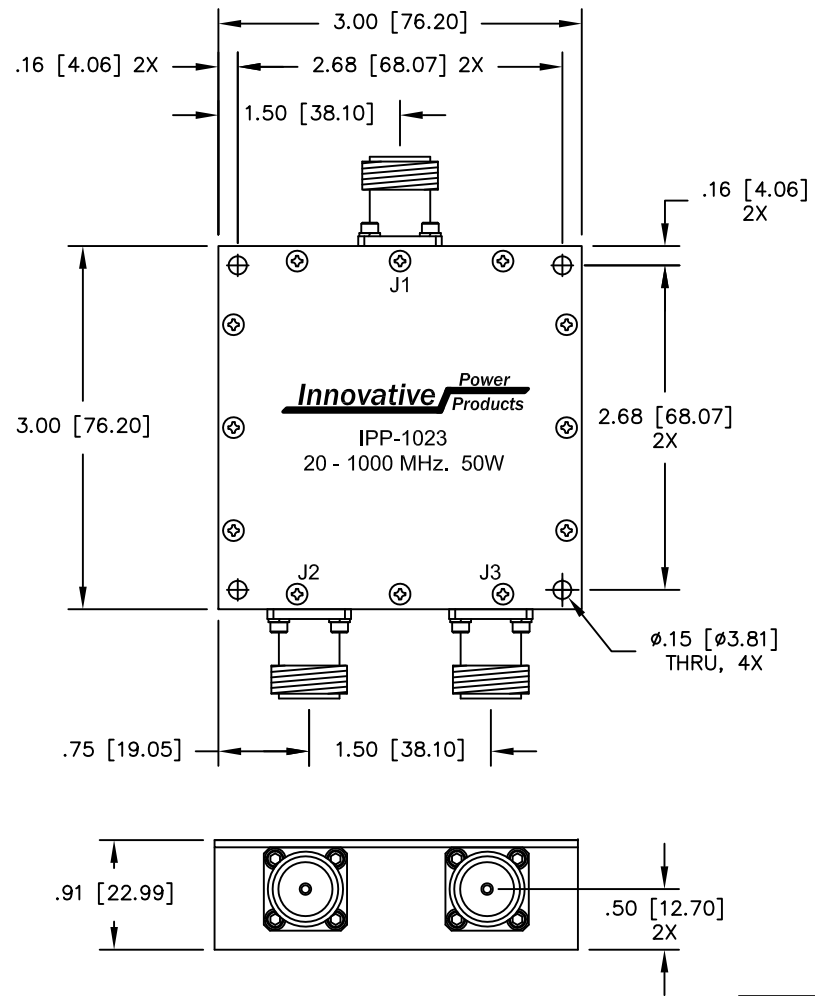 3.00 [76.20]
.16 [4.06] 2X
2.68 [68.07] 2X
1.50 [38.10]
.16 [4.06]
2X
J1
Innovative Power
Products
3.00 [76.20]
2.68 [68.07]
2X
IPP-1023
20 - 1000 MHz. 50W
J2
J3
ø.15 [ø3.81]
THRU, 4X
.75 [19.05]
1.50 [38.10]
.91 [22.99]
.50 [12.70]
2X